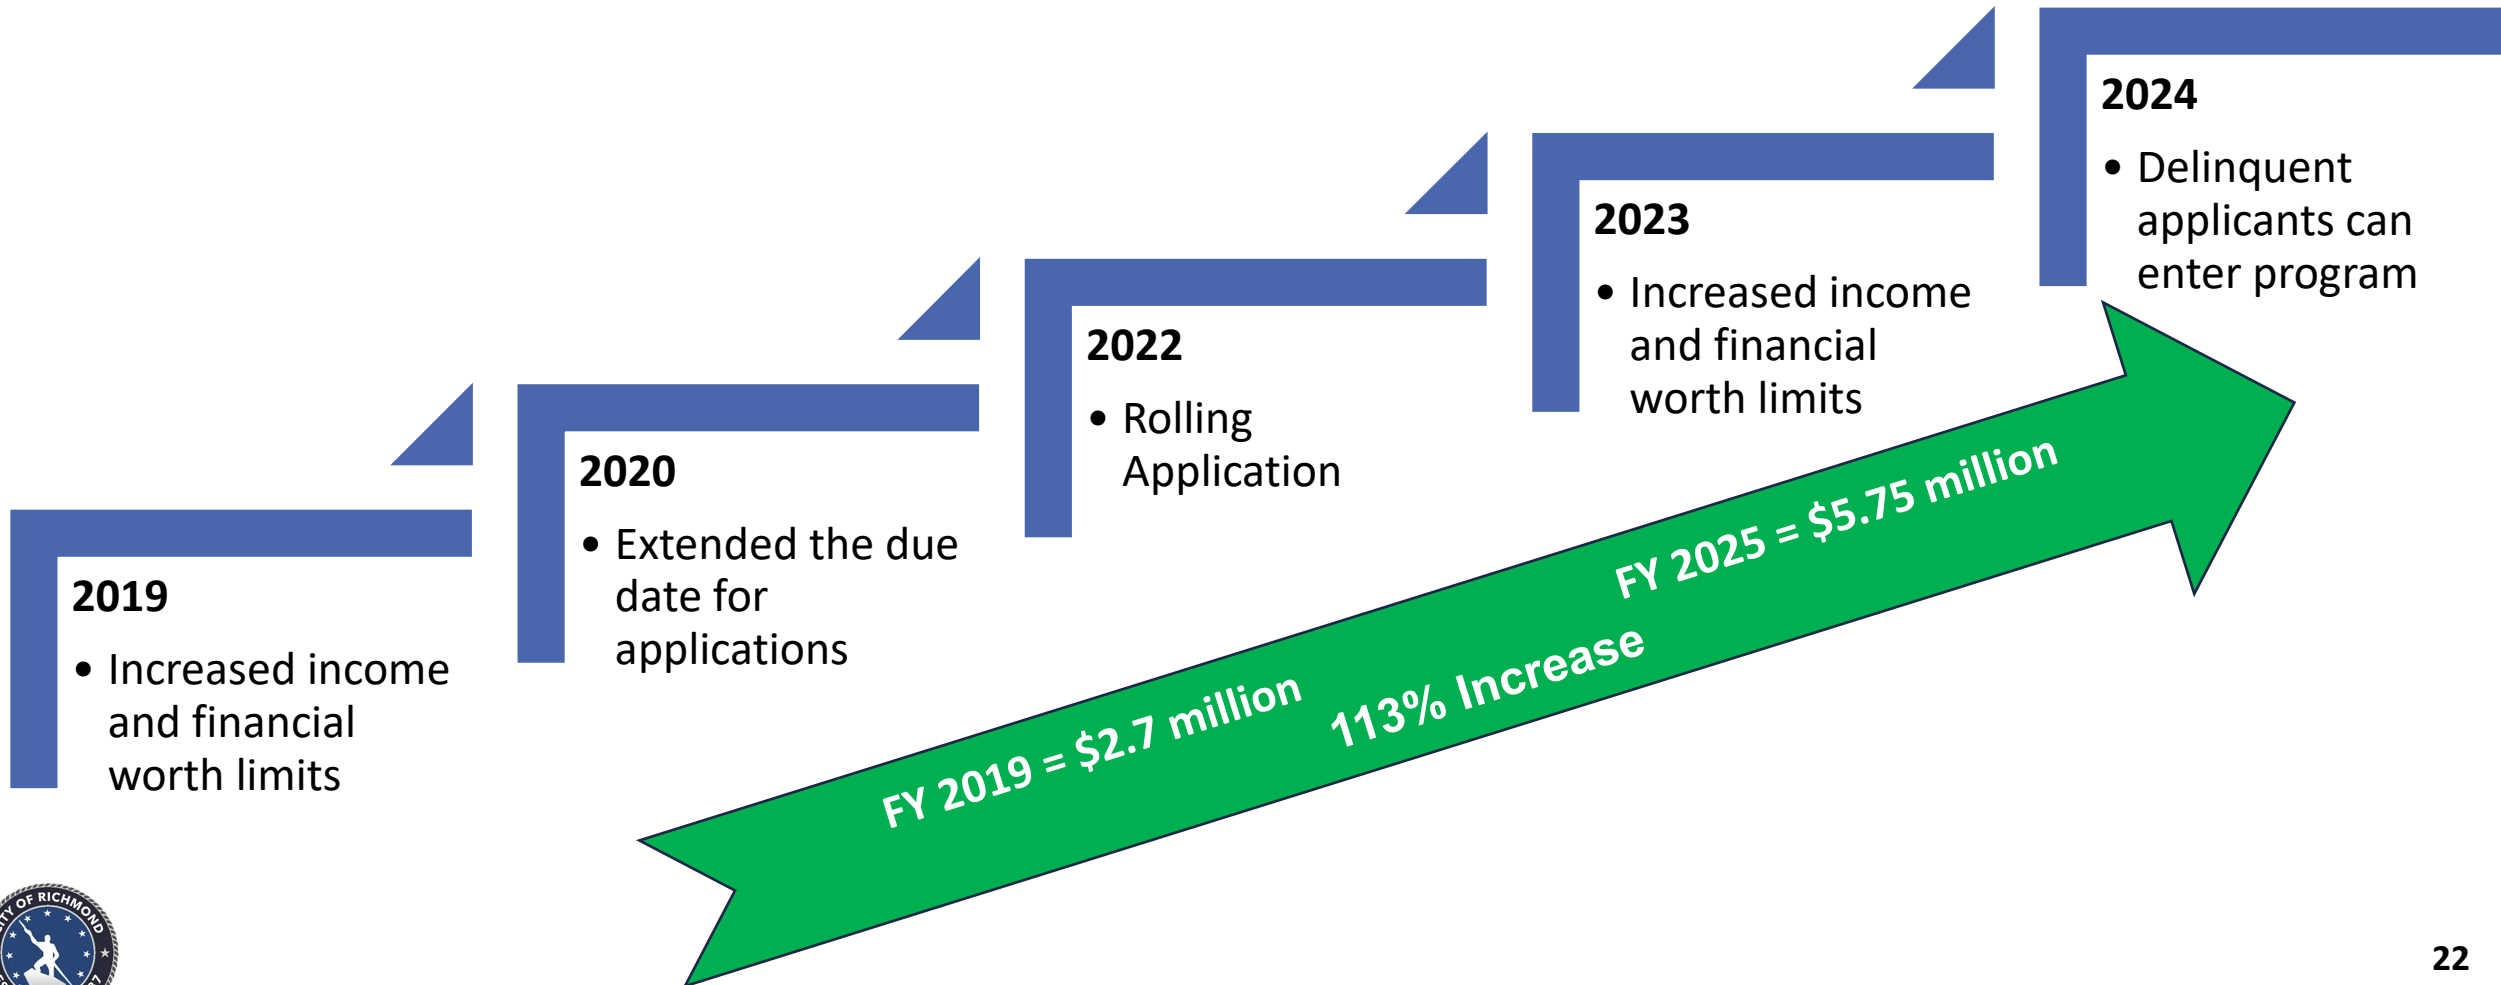 2019
• Increased income
and financial
worth limits
2020
• Extended the due
date for
applications
2022
• Rolling
Application
2023
• Increased income
and financial
worth limits
2024
• Delinquent
applicants can
enter program
FY 2019 = $2.7 million
113% Increase
FY 2025 = $5.75 million
OF RICHMOND
22